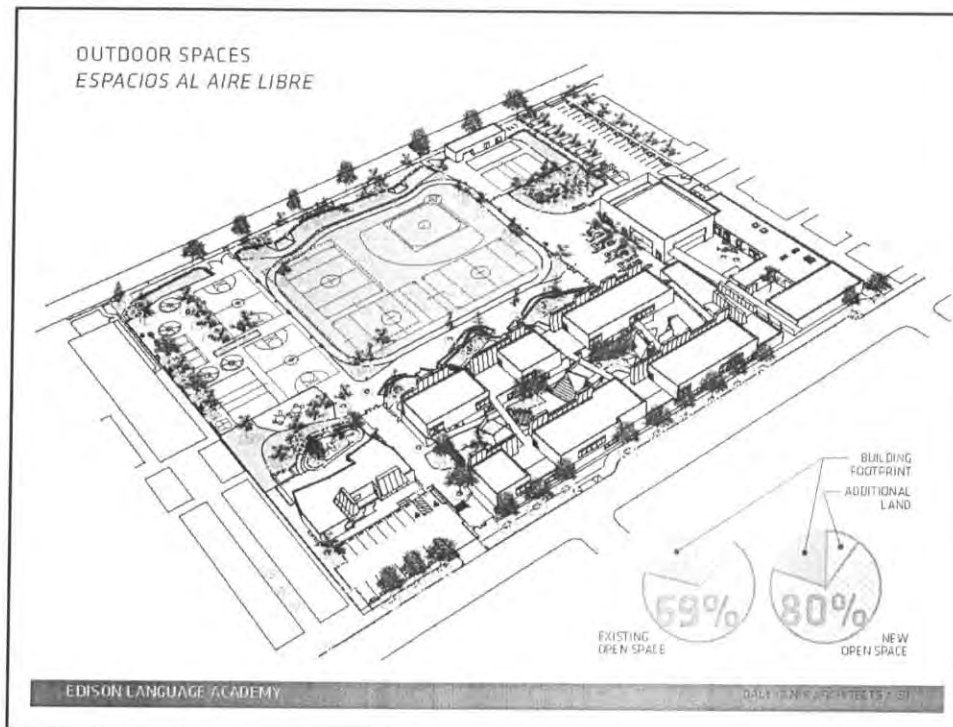 OUTDOOR SPACES
ESPACIOS AL AIRE LIBRE
BUILDING
FOOTPRINT
ADDITIONAL
LAND
69%
80%
EXISTING
OPEN SPACE
NEW
OPEN SPACE
EDISON LANGUAGE ACADEMY
ARCHITECTS